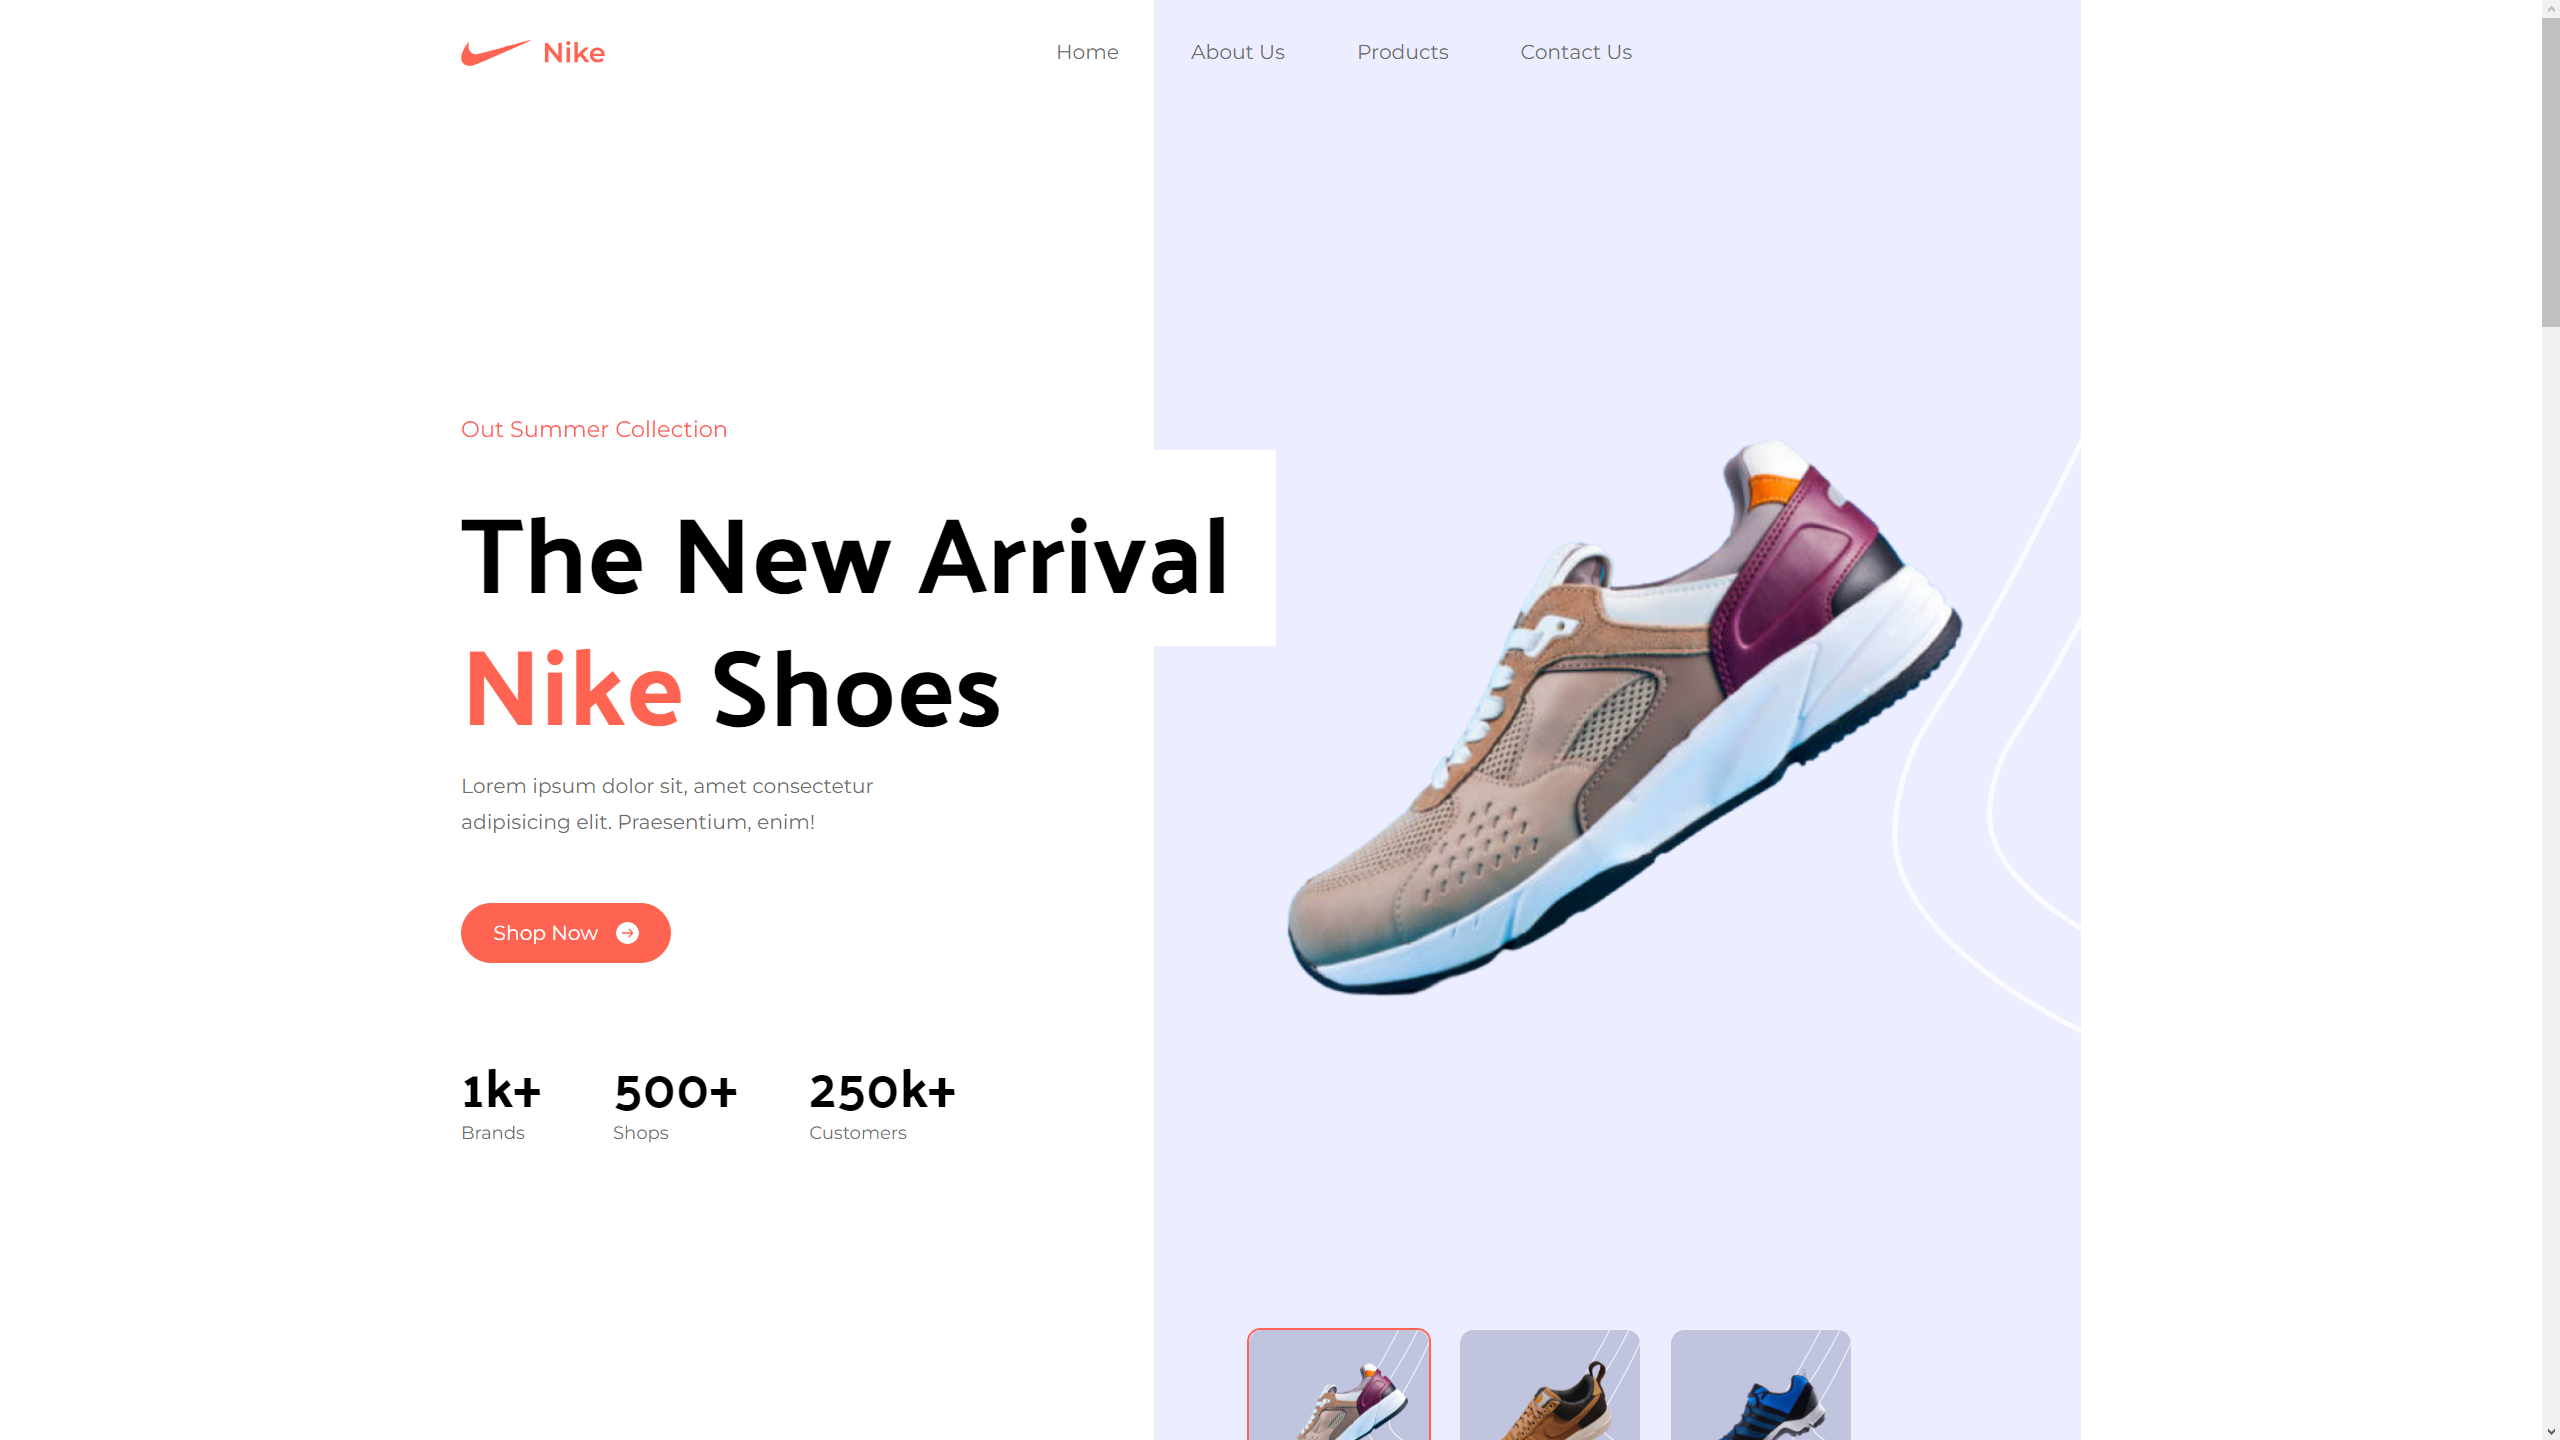 Nike
Home
About Us
Products
Contact Us
Out Summer Collection
The New Arrival
Nike Shoes
Lorem ipsum dolor sit, amet consectetur
adipisicing elit. Praesentium, enim!
Shop Now
1k+
Brands
500+
Shops
250k+
Customers